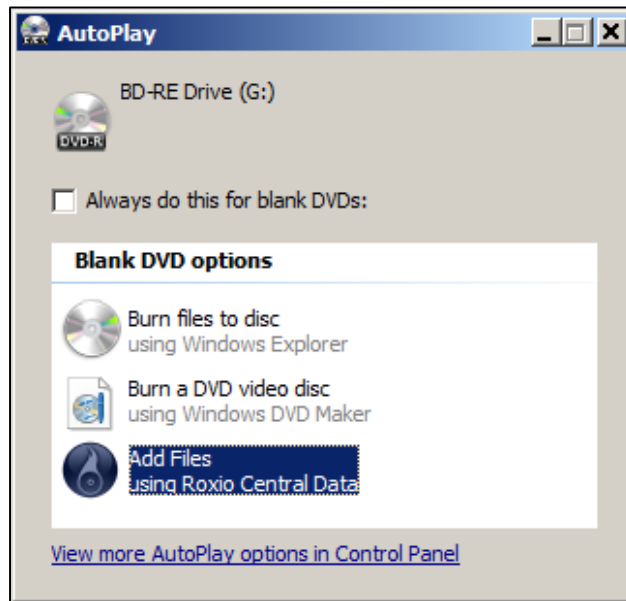 AutoPlay
BD-RE Drive (G:)
DVD-R
Always do this for blank DVDs:
Blank DVD options
Burn files to disc
using Windows Explorer
Burn a DVD video disc
using Windows DVD Maker
Add Files
using Roxio Central Data
View more AutoPlay options in Control Panel